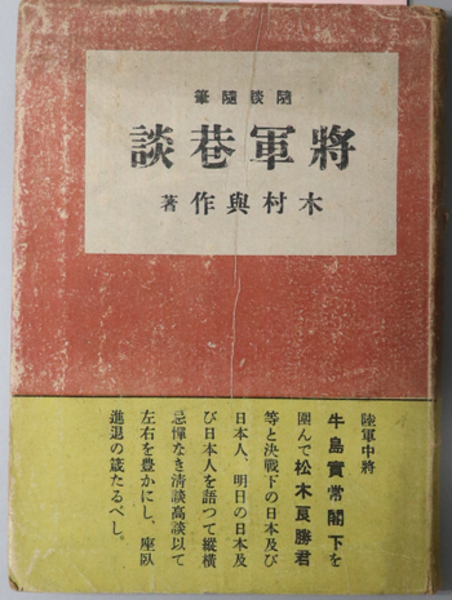 隨談隨筆
將軍巷談
木村與作著
陸軍中將
牛島實常閣下を
圍んで松木良勝君
等と決戰下の日本及び
日本人、明日の日本及
び日本人を語つて縱橫
忌憚なき淸談高談以て
左右を豊かにし、座臥
進退の箴たるべし。